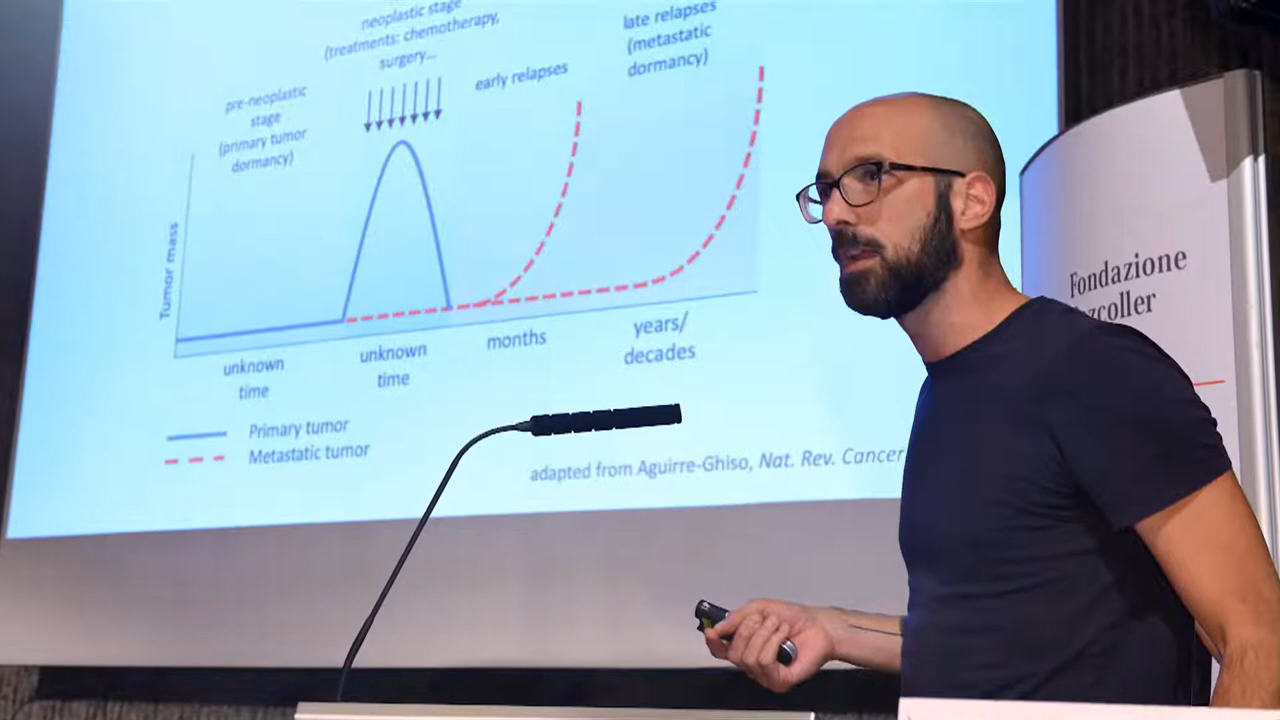 neoplastic stage
(treatments: chemotherapy,
surgery...
late relapses
(metastatic
dormancy)
early relapses
pre-neoplastic
stage
(primary tumor
dormancy)
Tumor mass
unknown
time
unknown
time
months
years/
decades
Primary tumor
Metastatic tumor
adapted from Aguirre-Ghiso, Nat. Rev. Cancer
Fondazione
zcoller